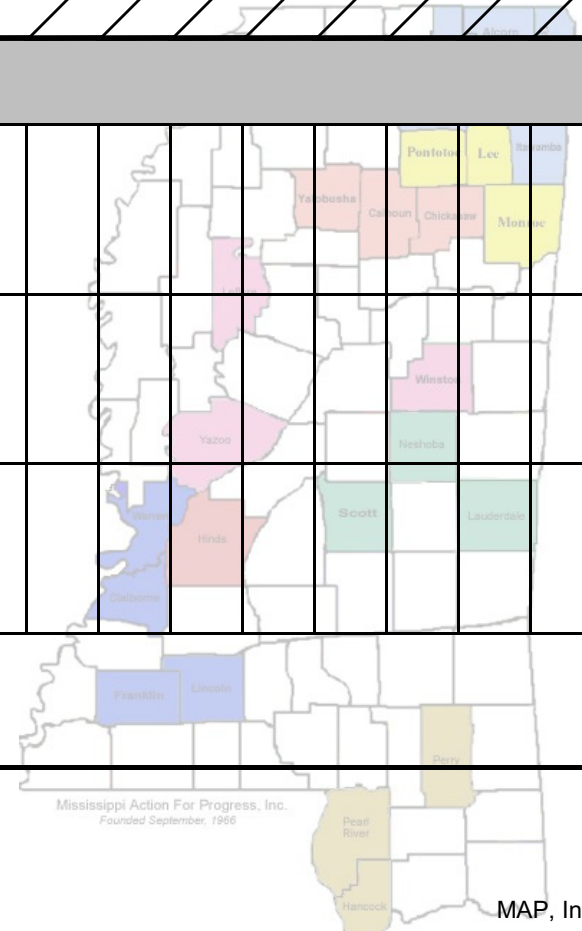 Alcorn
Pontotoc Lee Itawamba
Yalobusha Calhoun Chickasaw Monroe
Leflore
Winston
Yazoo Neshoba
Warren Hinds Scott Lauderdale
Claiborne
Franklin Lincoln
Perry
Mississippi Action For Progress, Inc.
Founded September, 1966
Pearl
River
Hancock
MAP, In